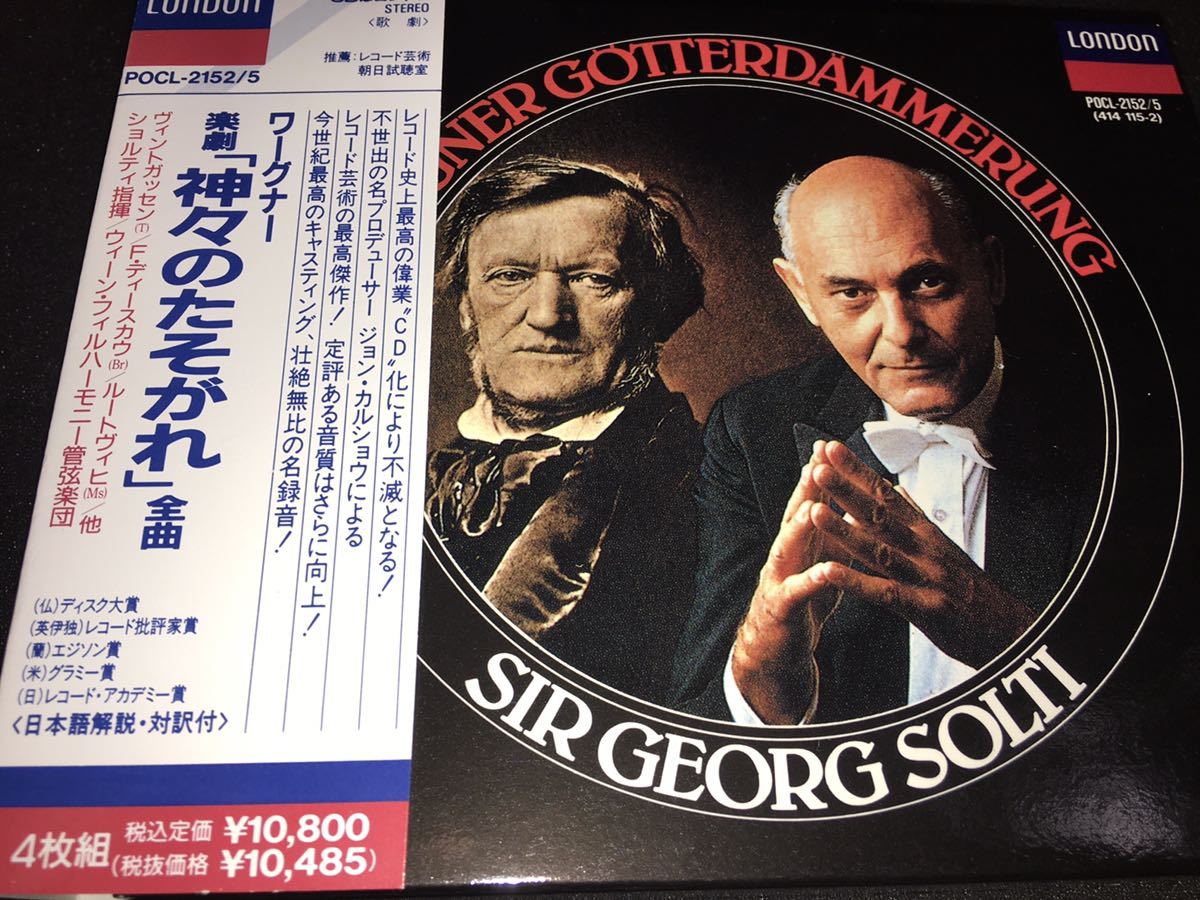 LONDON
STEREO
〈歌劇〉
POCL-2152/5
推薦:レコード芸術
朝日試聴室
レコード史上最高の偉業〝CD〟化により不滅となる!
不世出の名プロデューサー ジョン・カルショウによる
レコード芸術の最高傑作! 定評ある音質はさらに向上!
今世紀最高のキャスティング、壮絶無比の名録音!
ワーグナー
楽劇「神々のたそがれ」全曲
ヴィントガッセン(T)/F・ディースカウ(Br)/ルートヴィヒ(Ms)/他
ショルティ指揮/ウィーン・フィルハーモニー管弦楽団
(仏)ディスク大賞
(英伊独)レコード批評家賞
(蘭)エジソン賞
(米)グラミー賞
(日)レコード・アカデミー賞
〈日本語解説・対訳付〉
4枚組 税込定価 ¥10,800
(税抜価格 ¥10,485)
GNER GÖTTERDÄMMERUNG
SIR GEORG SOLTI
LONDON
POCL-2152/5
(414 115-2)